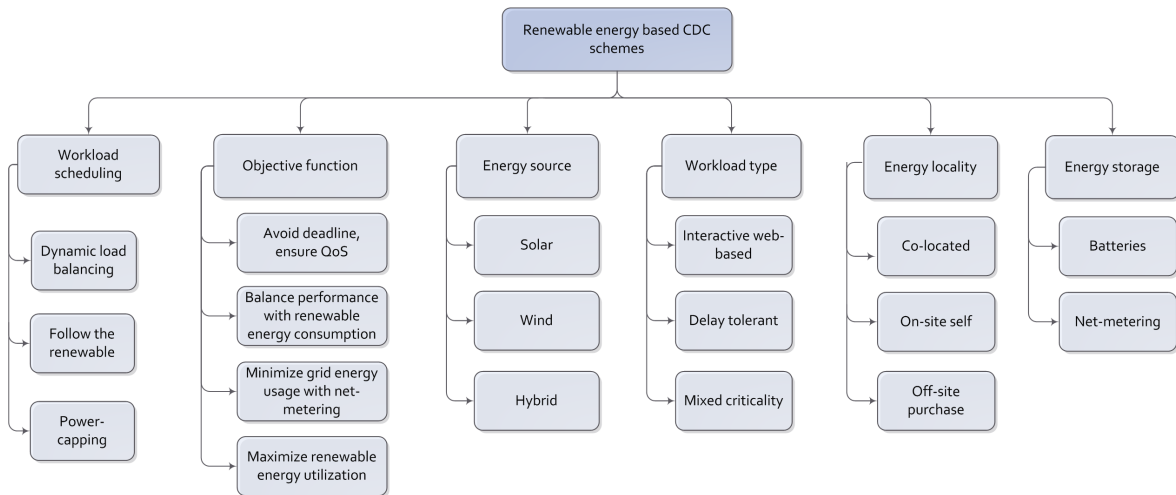 Renewable energy based CDC
schemes
Workload
scheduling
Objective function
Energy source
Workload type
Energy locality
Energy storage
Dynamic load
balancing
Follow the
renewable
Power-
capping
Avoid deadline,
ensure QoS
Balance performance
with renewable
energy consumption
Minimize grid energy
usage with net-
metering
Maximize renewable
energy utilization
Solar
Wind
Hybrid
Interactive web-
based
Delay tolerant
Mixed criticality
Co-located
On-site self
Off-site
purchase
Batteries
Net-metering